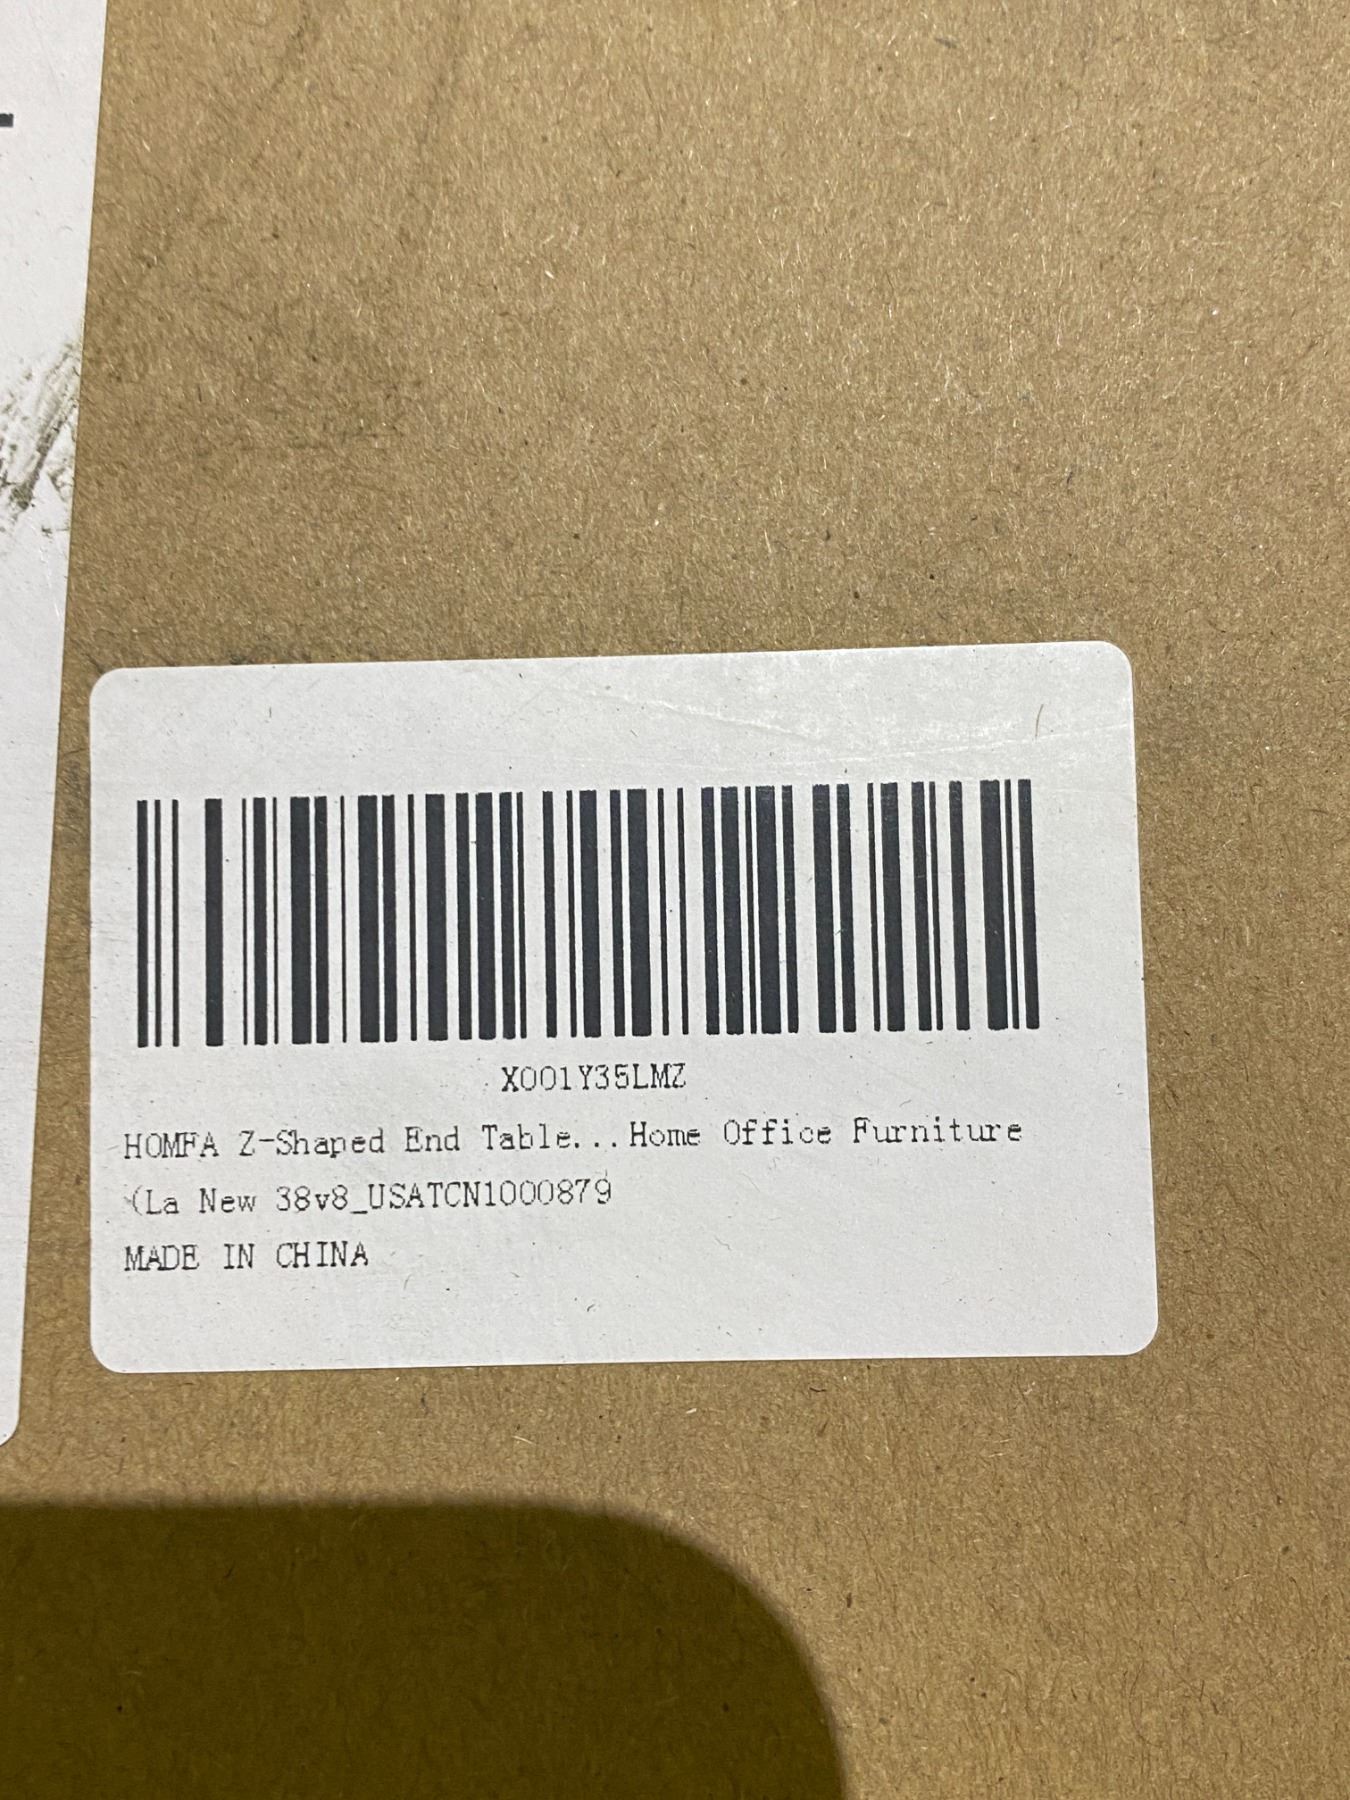 X001Y35LMZ
HOMFA Z-Shaped End Table...Home Office Furniture
(La New 38v8_USATCN1000879
MADE IN CHINA